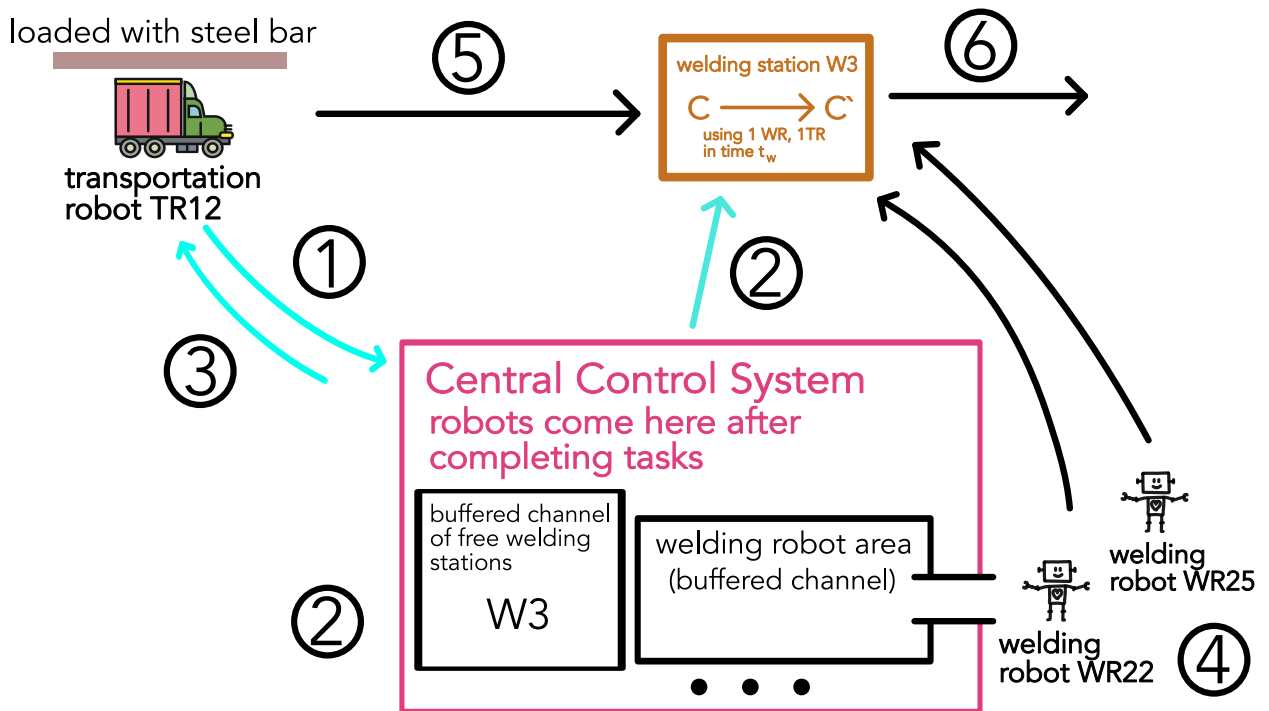 loaded with steel bar
⑤
⑥
welding station W3
C C`
using 1 WR, 1TR
in time tw
transportation
robot TR12
①
②
③
Central Control System
robots come here after
completing tasks
buffered channel
of free welding
stations
W3
②
welding robot area
(buffered channel)
welding
robot WR25
welding
robot WR22
④